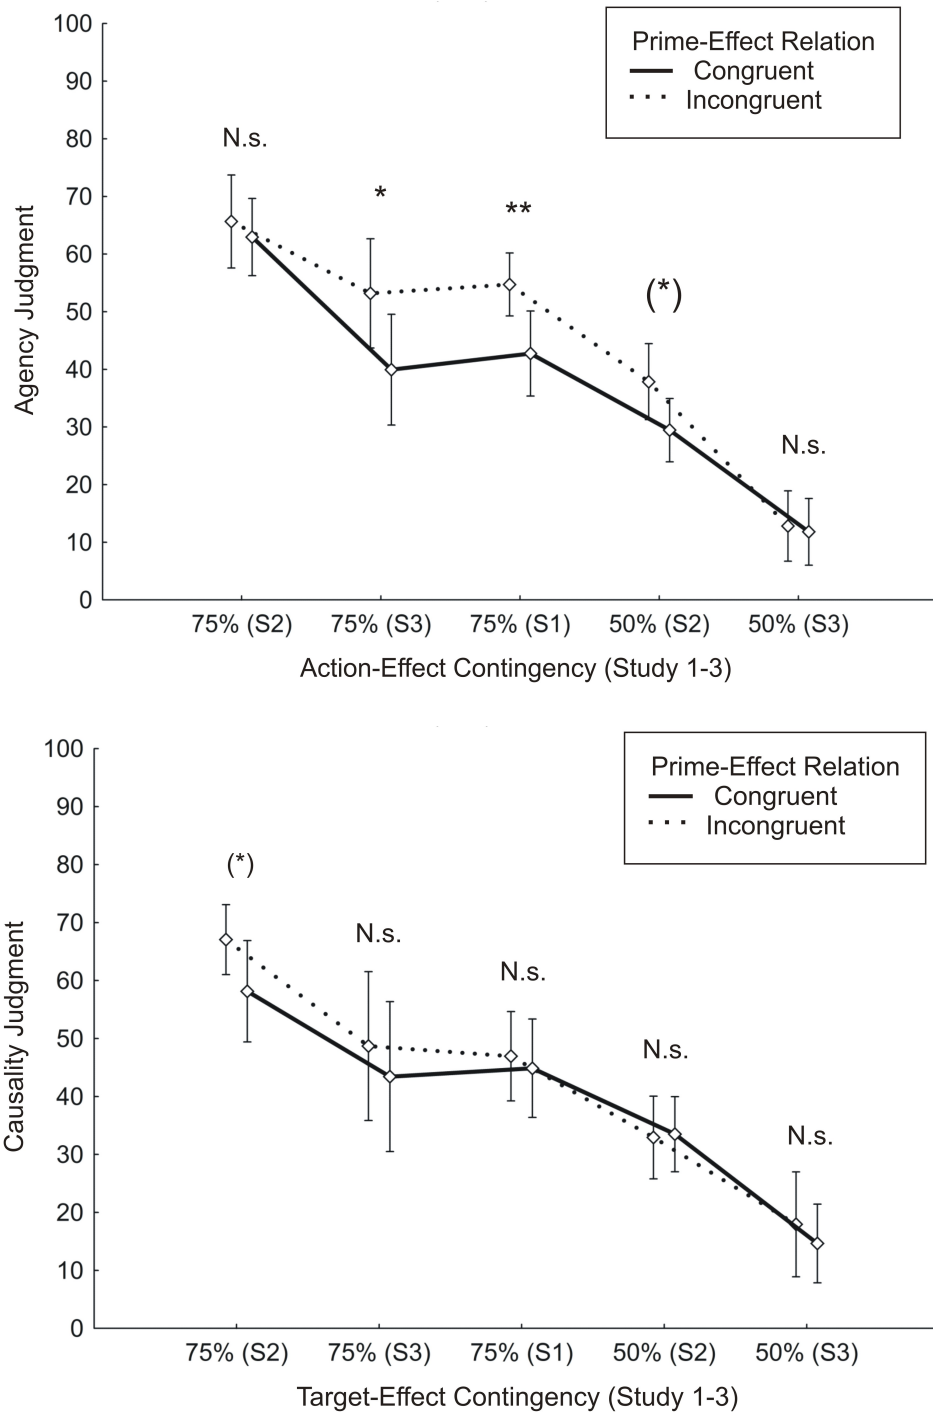 100
90
80
70
60
50
40
30
20
10
0
Agency Judgment
Prime-Effect Relation
Congruent
Incongruent
N.s.
*
**
(*)
N.s.
75% (S2) 75% (S3) 75% (S1) 50% (S2) 50% (S3)
Action-Effect Contingency (Study 1-3)
100
90
80
70
60
50
40
30
20
10
0
Causality Judgment
Prime-Effect Relation
Congruent
Incongruent
(*)
N.s.
N.s.
N.s.
N.s.
75% (S2) 75% (S3) 75% (S1) 50% (S2) 50% (S3)
Target-Effect Contingency (Study 1-3)